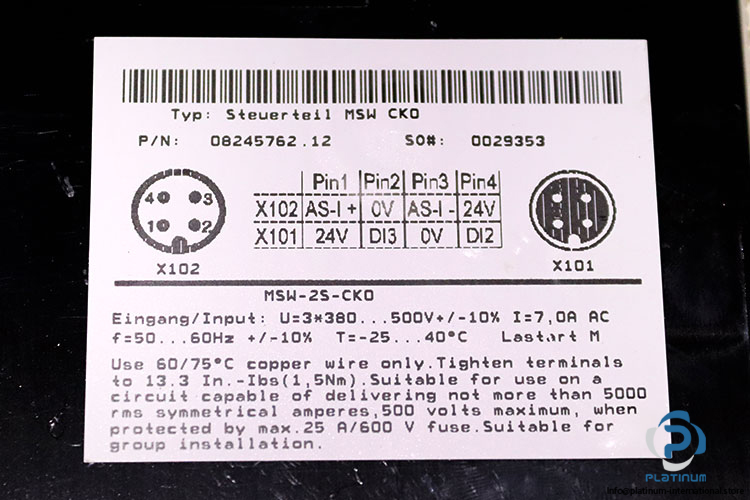 Typ: Steuerteil MSW CKO
P/N: 08245762.12 SO#: 0029353
Pin1 Pin2 Pin3 Pin4
X102 AS-I + 0V AS-I - 24V
X101 24V DI3 0V DI2
4 3
1 2
X102
X101
MSW-2S-CKO
Eingang/Input: U=3*380...500V+/-10% I=7,0A AC
f=50...60Hz +/-10% T=-25...40°C Lastart M
Use 60/75°C copper wire only.Tighten terminals
to 13.3 In.-Ibs(1,5Nm).Suitable for use on a
circuit capable of delivering not more than 5000
rms symmetrical amperes,500 volts maximum, when
protected by max.25 A/600 V fuse.Suitable for
group installation.
PLATINUM